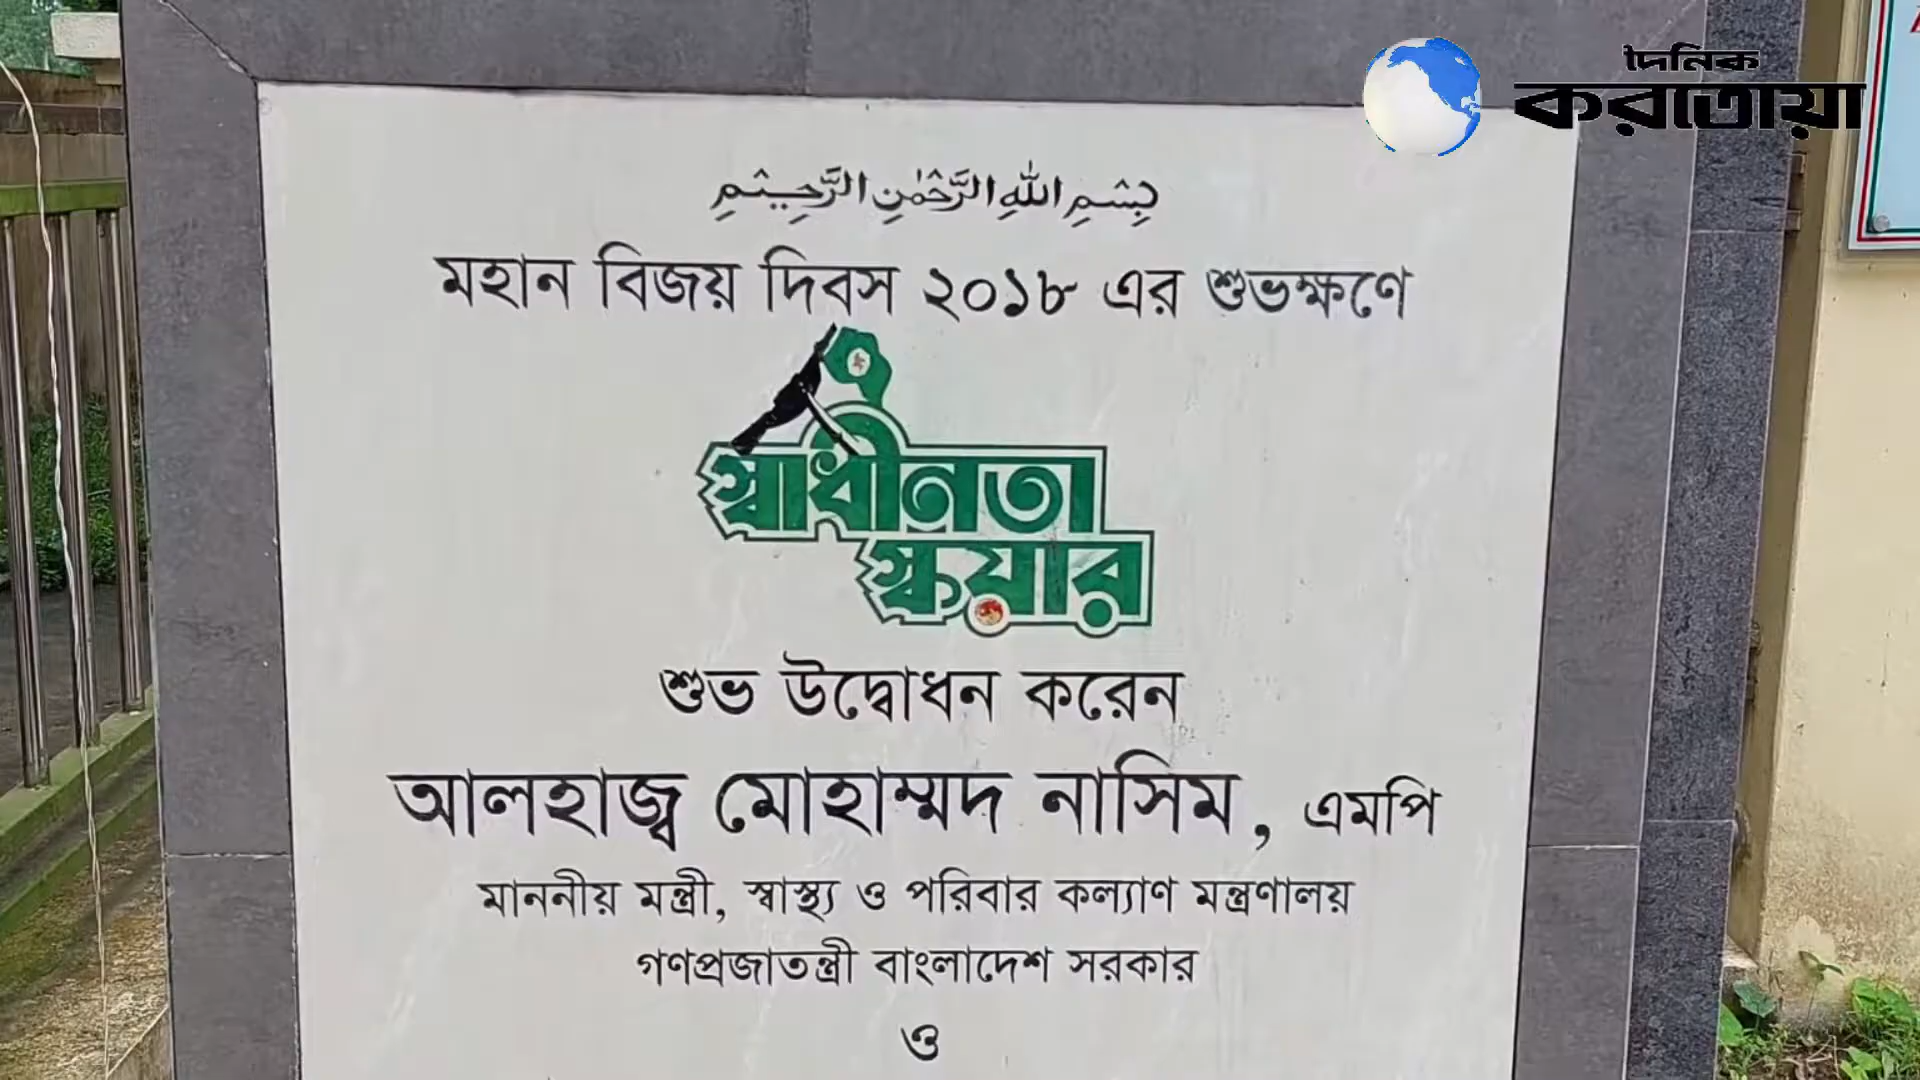 দৈনিক
করতোয়া
بِسْمِ اللهِ الرَّحْمٰنِ الرَّحِيْمِ
মহান বিজয় দিবস ২০১৮ এর শুভক্ষণে
স্বাধীনতা
স্কয়ার
শুভ উদ্বোধন করেন
আলহাজ্ব মোহাম্মদ নাসিম, এমপি
মাননীয় মন্ত্রী, স্বাস্থ্য ও পরিবার কল্যাণ মন্ত্রণালয়
গণপ্রজাতন্ত্রী বাংলাদেশ সরকার
ও